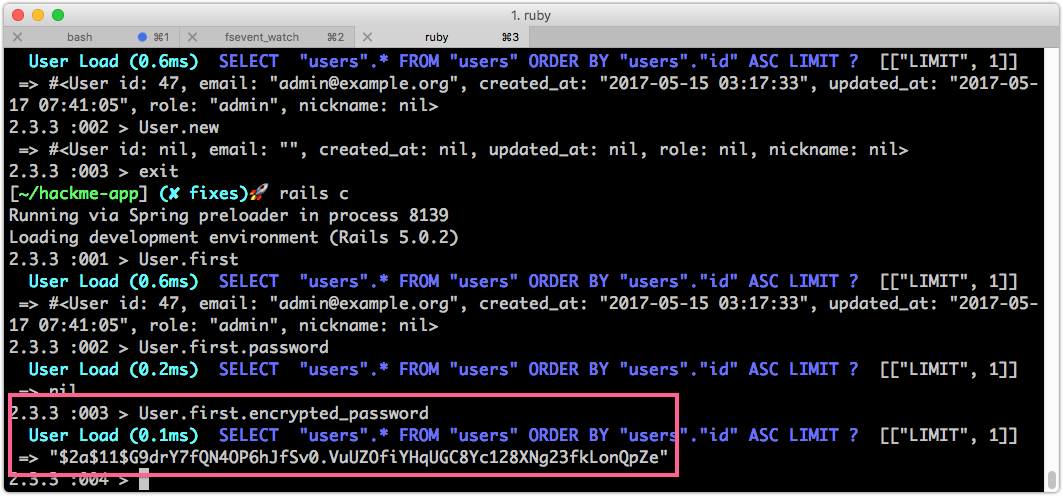 1. ruby
bash ⌘1 fsevent_watch ⌘2 ruby ⌘3
User Load (0.6ms)  SELECT  "users".* FROM "users" ORDER BY "users"."id" ASC LIMIT ?  [["LIMIT", 1]]
=> #<User id: 47, email: "admin@example.org", created_at: "2017-05-15 03:17:33", updated_at: "2017-05-
17 07:41:05", role: "admin", nickname: nil>
2.3.3 :002 > User.new
=> #<User id: nil, email: "", created_at: nil, updated_at: nil, role: nil, nickname: nil>
2.3.3 :003 > exit
[~/hackme-app] (✘ fixes)🚀 rails c
Running via Spring preloader in process 8139
Loading development environment (Rails 5.0.2)
2.3.3 :001 > User.first
User Load (0.6ms)  SELECT  "users".* FROM "users" ORDER BY "users"."id" ASC LIMIT ?  [["LIMIT", 1]]
=> #<User id: 47, email: "admin@example.org", created_at: "2017-05-15 03:17:33", updated_at: "2017-05-
17 07:41:05", role: "admin", nickname: nil>
2.3.3 :002 > User.first.password
User Load (0.2ms)  SELECT  "users".* FROM "users" ORDER BY "users"."id" ASC LIMIT ?  [["LIMIT", 1]]
=> nil
2.3.3 :003 > User.first.encrypted_password
User Load (0.1ms)  SELECT  "users".* FROM "users" ORDER BY "users"."id" ASC LIMIT ?  [["LIMIT", 1]]
=> "$2a$11$G9drY7fQN4OP6hJfSv0.VuUZOfiYHqUGC8Yc128XNg23fkLonQpZe"
2.3.3 :004 >